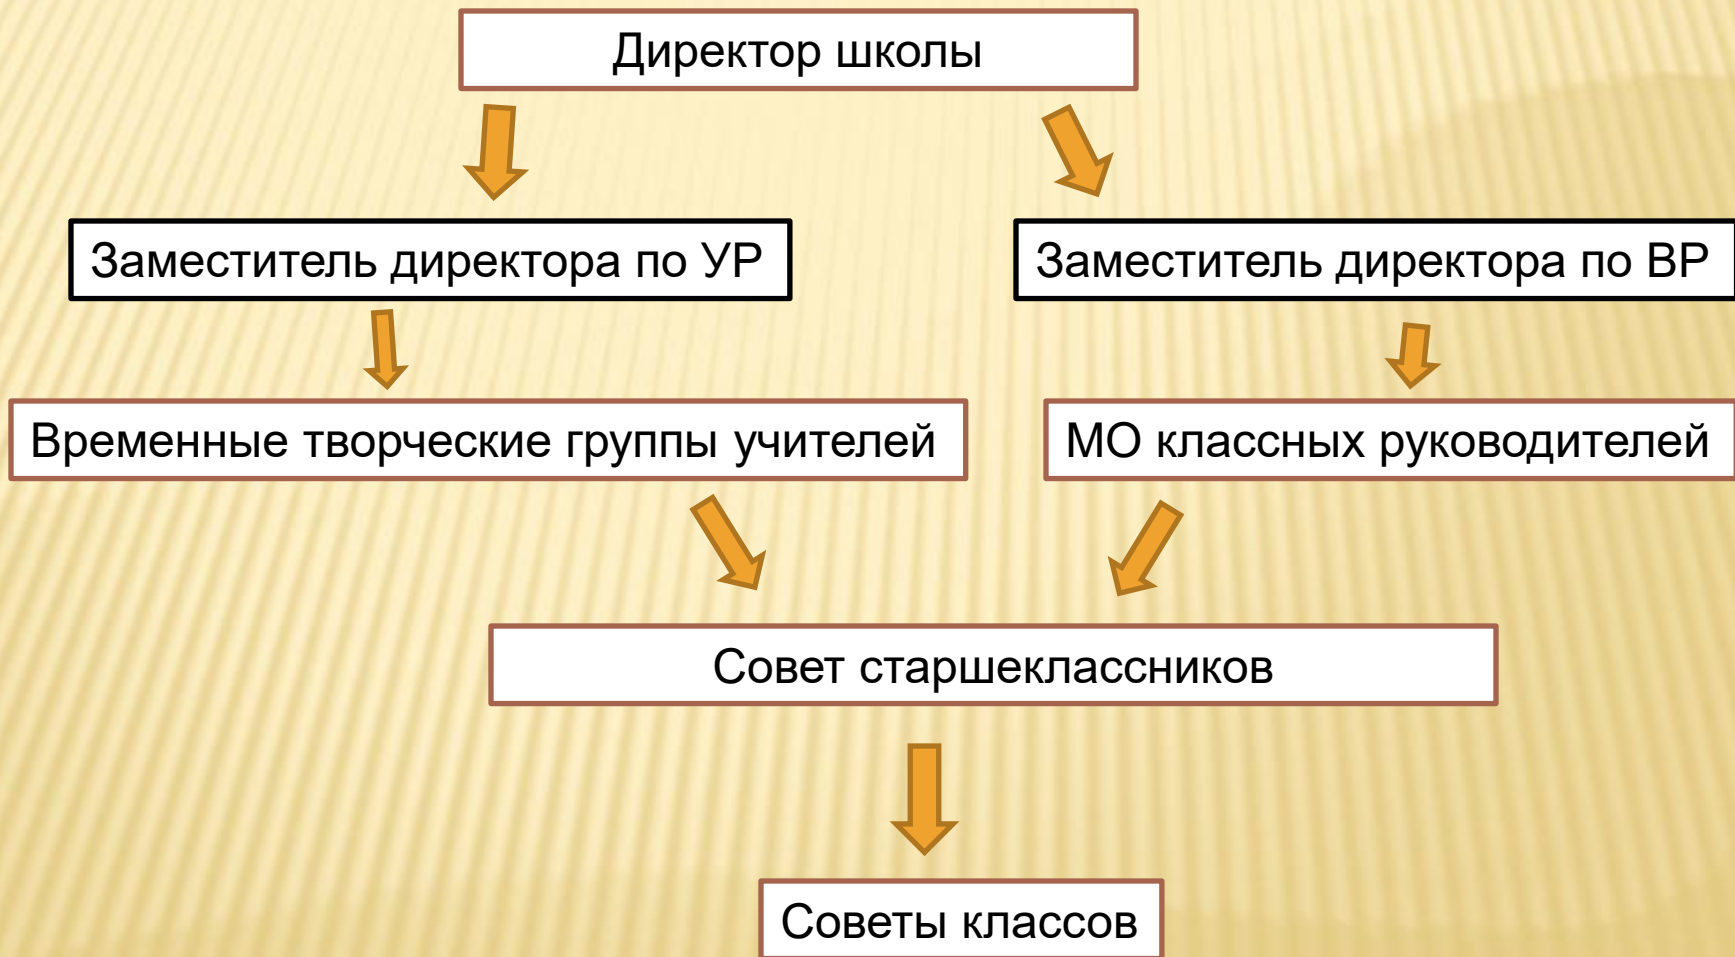 Директор школы
Заместитель директора по УР
Заместитель директора по ВР
Временные творческие группы учителей
МО классных руководителей
Совет старшеклассников
Советы классов